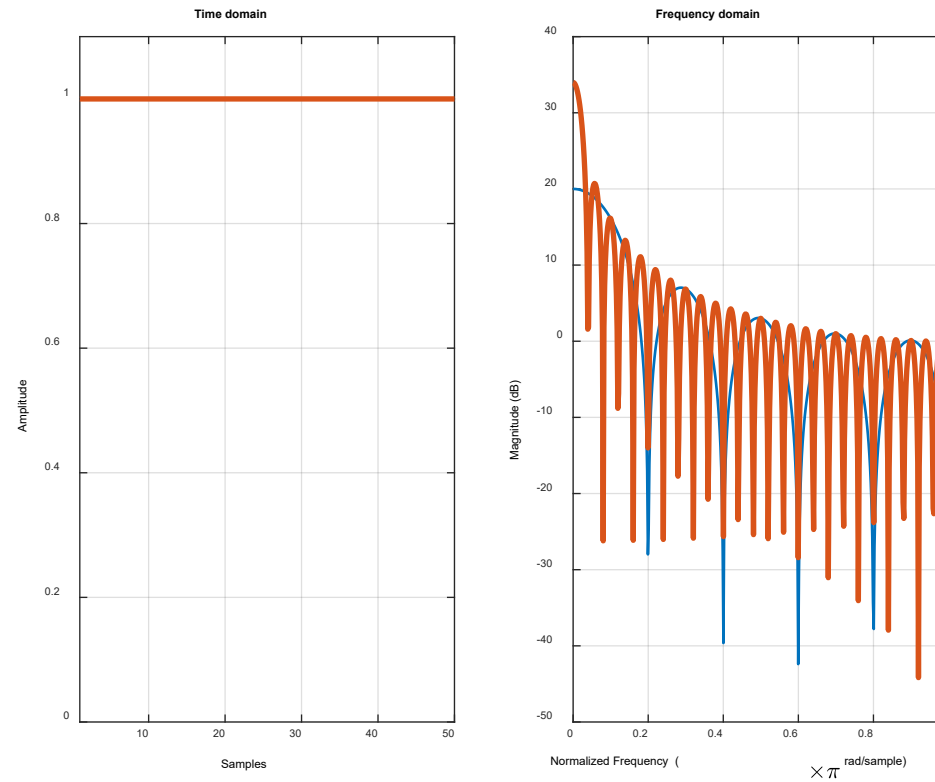 Time domain
1
0.8
0.6
0.4
0.2
0
Amplitude
10 20 30 40 50
Samples
Frequency domain
40
30
20
10
0
-10
-20
-30
-40
-50
Magnitude (dB)
0 0.2 0.4 0.6 0.8
Normalized Frequency (×π rad/sample)